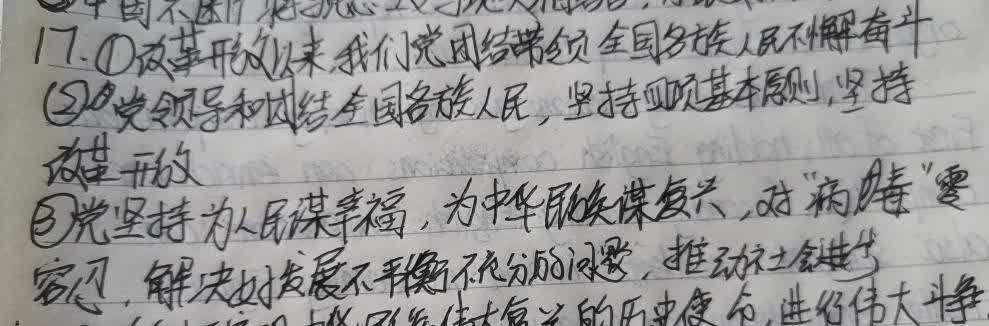 17.①改革开放以来,我们党团结带领全国各族人民不懈奋斗
②党领导和团结全国各族人民,坚持四项基本原则,坚持
改革开放
③党坚持为人民谋幸福,为中华民族谋复兴,对“病毒”零
容忍,解决好发展不平衡不充分的问题,推动社会进步
伟大复兴的历史使命,进行伟大斗争